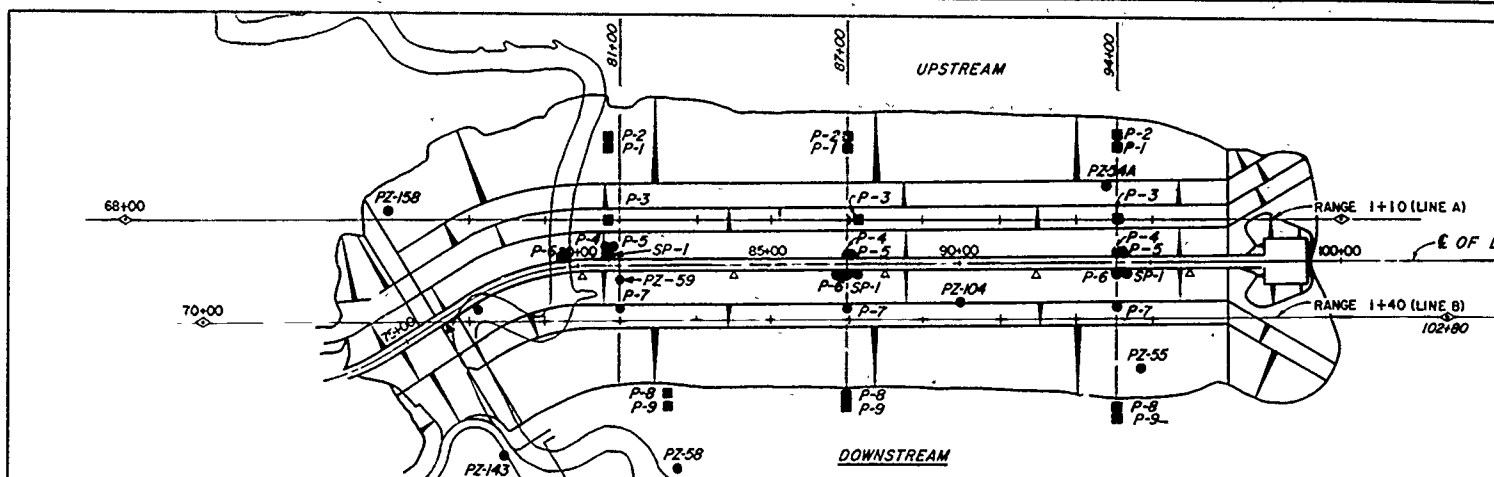 81+00
87+00
94+00
UPSTREAM
P-2
P-1
P-2
P-1
P-2
P-1
PZ-54A
PZ-158
68+00
P-3
P-3
P-3
RANGE 1+10 (LINE A)
P-4
P-5
P-6
SP-1
85+00
P-4
P-5
90+00
P-4
P-5
100+00
℄ OF
PZ-59
P-6
SP-1
PZ-104
P-6
SP-1
70+00
75+00
P-7
P-7
P-7
RANGE 1+40 (LINE B)
102+80
PZ-55
P-8
P-9
P-8
P-9
P-8
P-9
PZ-143
PZ-58
DOWNSTREAM